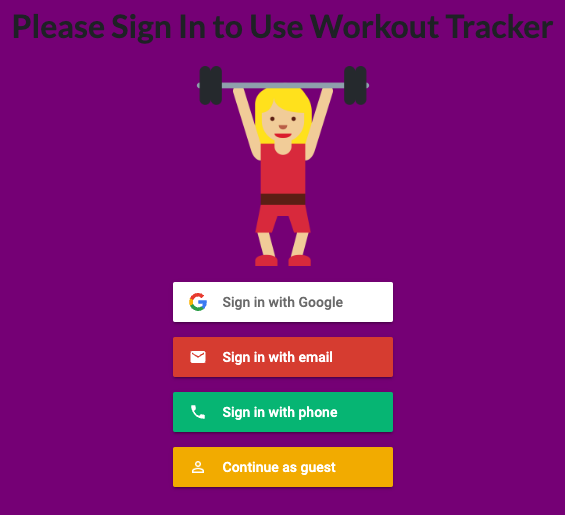 Please Sign In to Use Workout Tracker
Sign in with Google
Sign in with email
Sign in with phone
Continue as guest